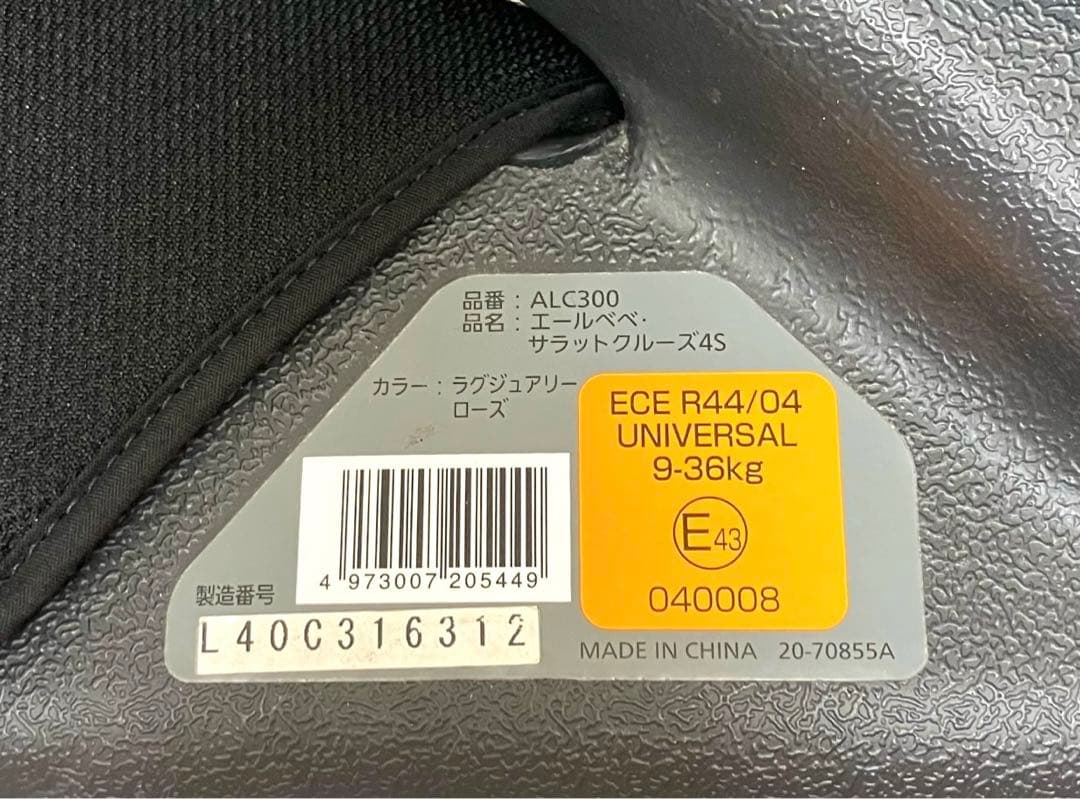 品番：ALC300
品名：エールベベ・
サラットクルーズ4S
カラー：ラグジュアリー
ローズ
ECE R44/04
UNIVERSAL
9-36kg
E43
040008
4 973007 205449
製造番号
L40C316312
MADE IN CHINA 20-70855A